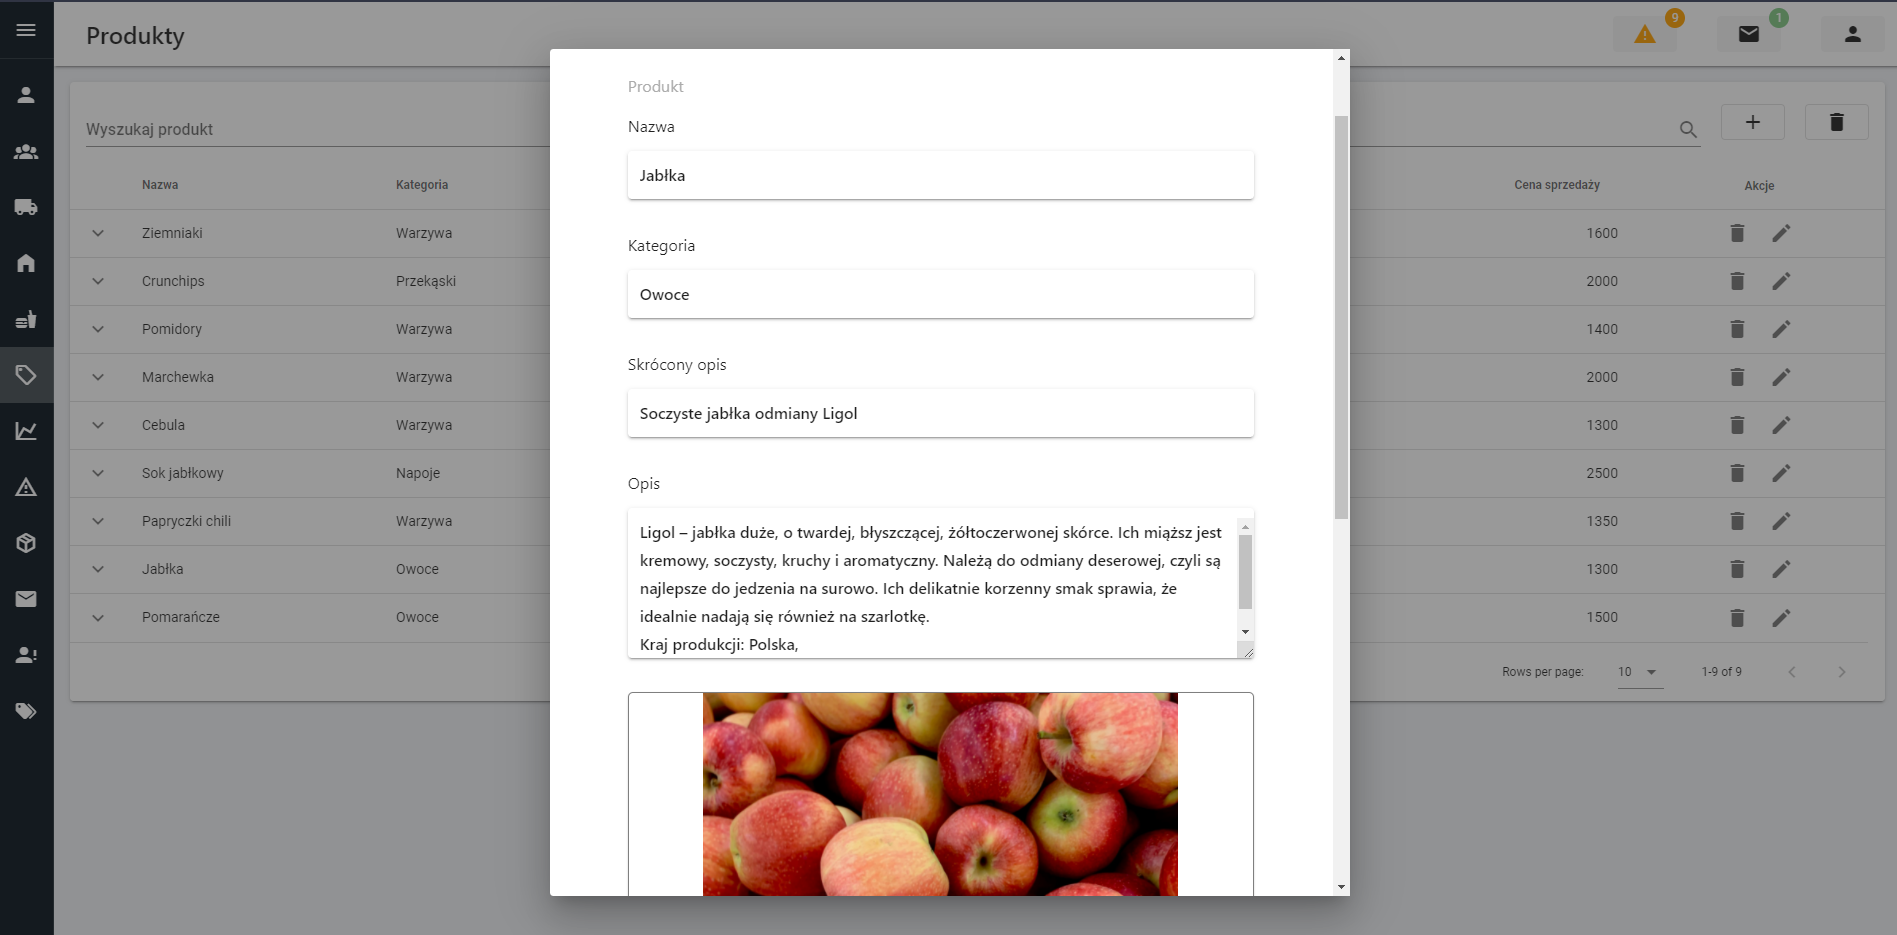 Produkty
9
1
Wyszukaj produkt
Nazwa
Kategoria
Cena sprzedaży
Akcje
Ziemniaki
Warzywa
1600
Crunchips
Przekąski
2000
Pomidory
Warzywa
1400
Marchewka
Warzywa
2000
Cebula
Warzywa
1300
Sok jabłkowy
Napoje
2500
Papryczki chili
Warzywa
1350
Jabłka
Owoce
1300
Pomarańcze
Owoce
1500
Rows per page:
10
1-9 of 9
Produkt
Nazwa
Jabłka
Kategoria
Owoce
Skrócony opis
Soczyste jabłka odmiany Ligol
Opis
Ligol – jabłka duże, o twardej, błyszczącej, żółtoczerwonej skórce. Ich miąższ jest
kremowy, soczysty, kruchy i aromatyczny. Należą do odmiany deserowej, czyli są
najlepsze do jedzenia na surowo. Ich delikatnie korzenny smak sprawia, że
idealnie nadają się również na szarlotkę.
Kraj produkcji: Polska,